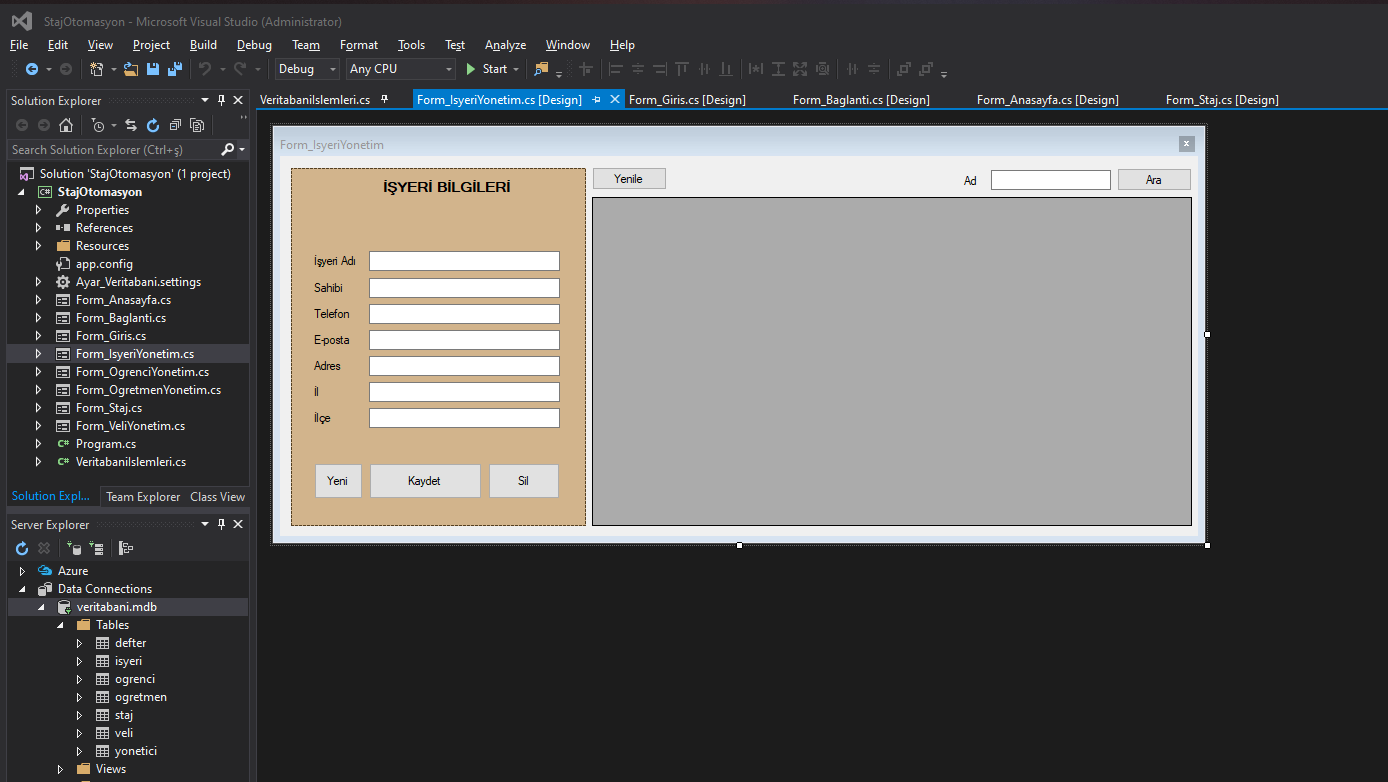 StajOtomasyon - Microsoft Visual Studio (Administrator)
File Edit View Project Build Debug Team Format Tools Test Analyze Window Help
Debug Any CPU Start
Solution Explorer
Search Solution Explorer (Ctrl+ş)
Solution 'StajOtomasyon' (1 project)
StajOtomasyon
Properties
References
Resources
app.config
Ayar_Veritabani.settings
Form_Anasayfa.cs
Form_Baglanti.cs
Form_Giris.cs
Form_IsyeriYonetim.cs
Form_OgrenciYonetim.cs
Form_OgretmenYonetim.cs
Form_Staj.cs
Form_VeliYonetim.cs
Program.cs
VeritabaniIslemleri.cs
Solution Expl... Team Explorer Class View
Server Explorer
Azure
Data Connections
veritabani.mdb
Tables
defter
isyeri
ogrenci
ogretmen
staj
veli
yonetici
Views
VeritabaniIslemleri.cs Form_IsyeriYonetim.cs [Design] Form_Giris.cs [Design] Form_Baglanti.cs [Design] Form_Anasayfa.cs [Design] Form_Staj.cs [Design]
Form_IsyeriYonetim
İŞYERİ BİLGİLERİ
İşyeri Adı
Sahibi
Telefon
E-posta
Adres
İl
İlçe
Yeni Kaydet Sil
Yenile Ad Ara